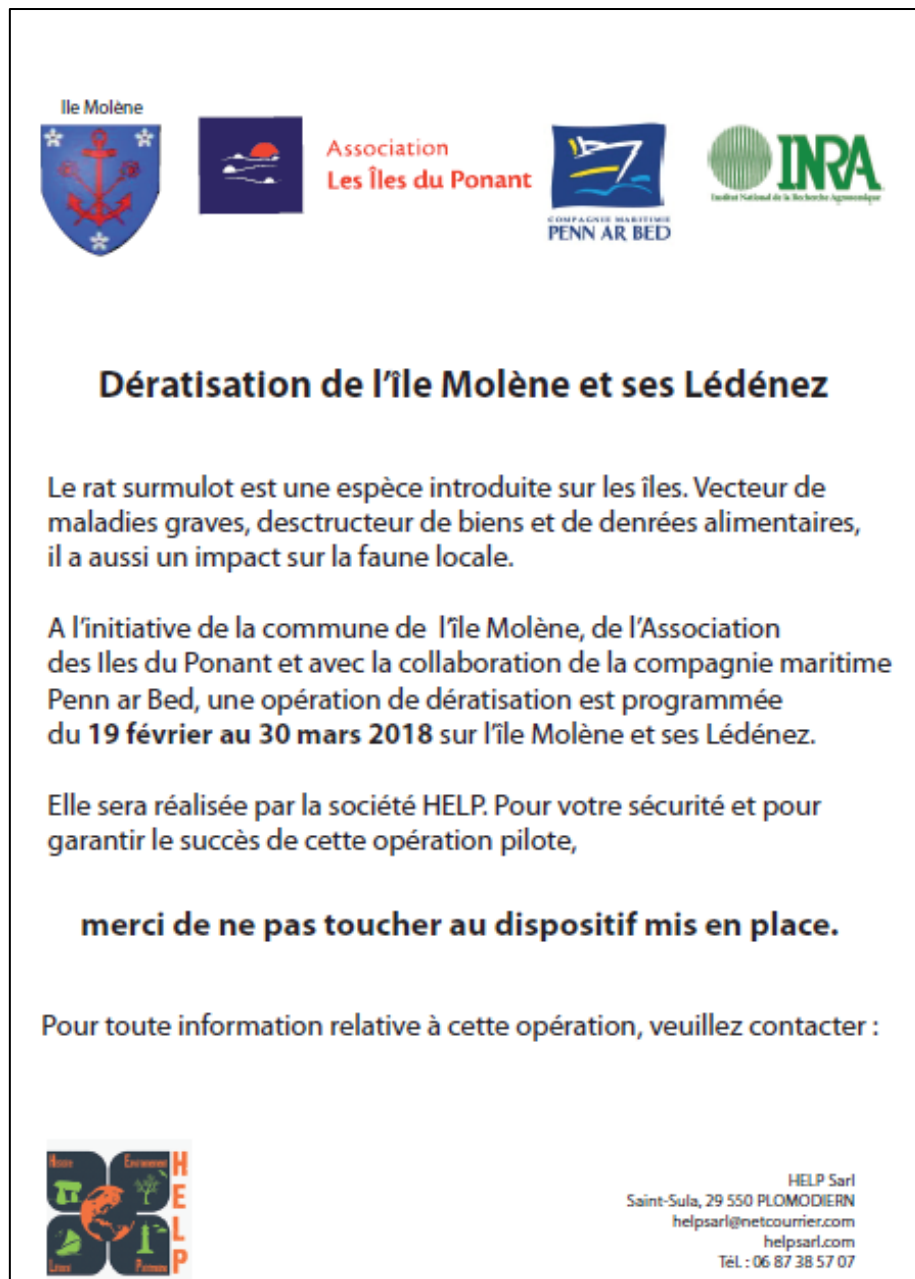 Ile Molène
Association
Les Îles du Ponant
COMPAGNIE MARITIME
PENN AR BED
INRA
Institut National de la Recherche Agronomique
Dératisation de l'île Molène et ses Lédénez
Le rat surmulot est une espèce introduite sur les îles. Vecteur de
maladies graves, desctructeur de biens et de denrées alimentaires,
il a aussi un impact sur la faune locale.
A l'initiative de la commune de l'île Molène, de l'Association
des Iles du Ponant et avec la collaboration de la compagnie maritime
Penn ar Bed, une opération de dératisation est programmée
du 19 février au 30 mars 2018 sur l'île Molène et ses Lédénez.
Elle sera réalisée par la société HELP. Pour votre sécurité et pour
garantir le succès de cette opération pilote,
merci de ne pas toucher au dispositif mis en place.
Pour toute information relative à cette opération, veuillez contacter :
Histoire Environnement
HELP
Loisirs Patrimoine
HELP Sarl
Saint-Sula, 29 550 PLOMODIERN
helpsarl@netcourrier.com
helpsarl.com
Tél. : 06 87 38 57 07